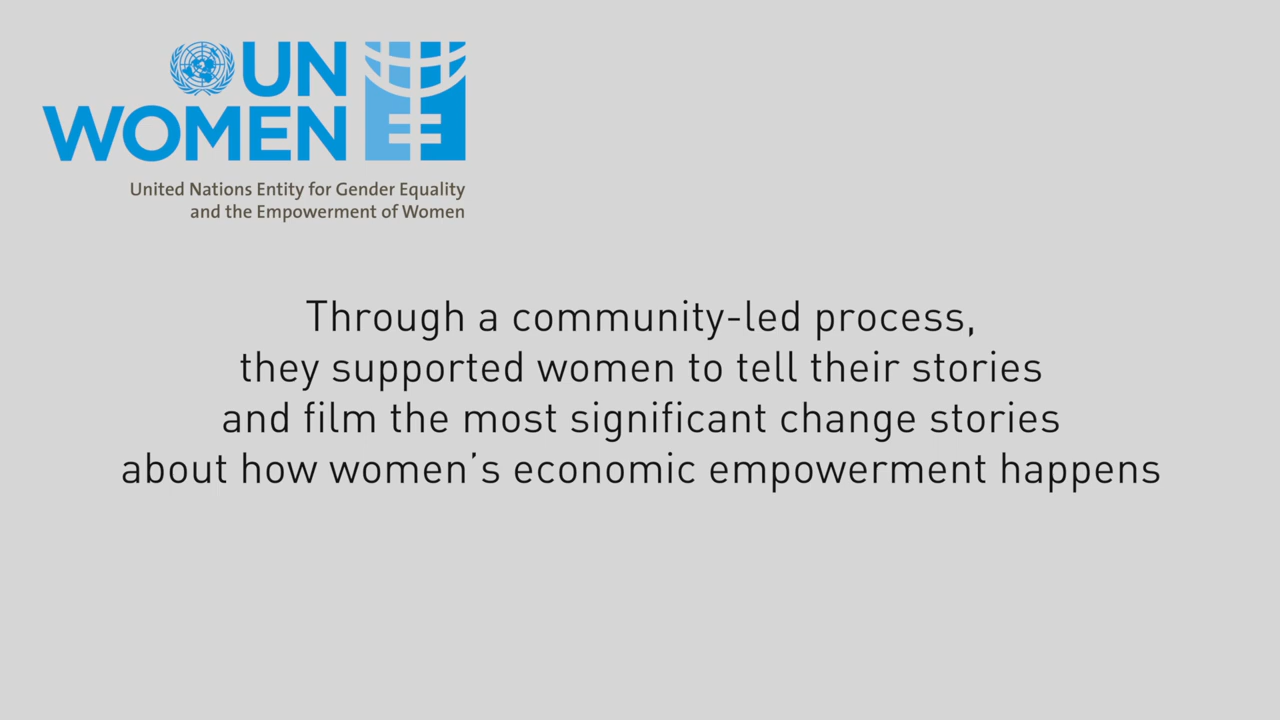 UN
WOMEN
United Nations Entity for Gender Equality
and the Empowerment of Women
Through a community-led process,
they supported women to tell their stories
and film the most significant change stories
about how women’s economic empowerment happens